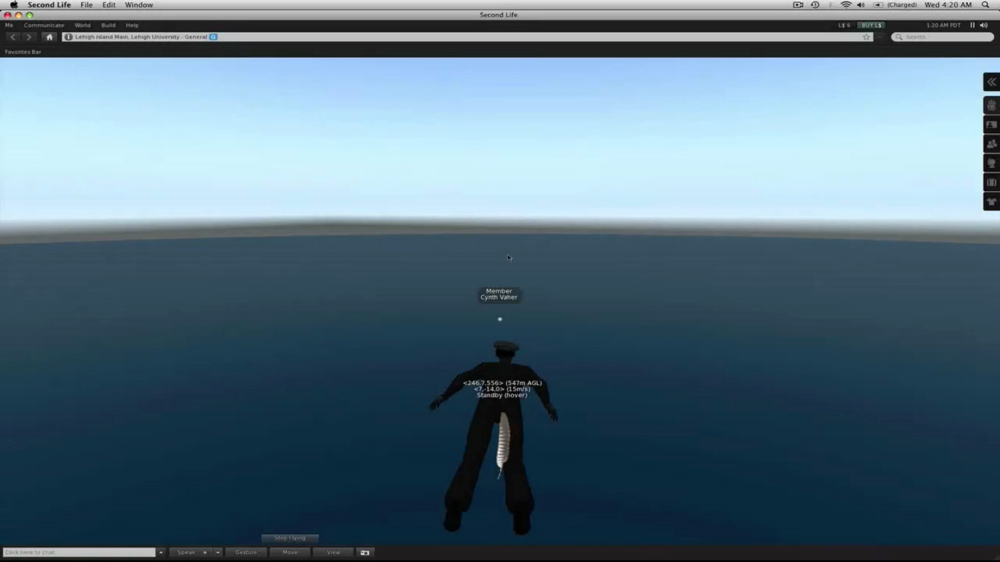 Second Life File Edit Window (Charged) Wed 4:20 AM
Second Life
Me Communicate World Build Help L$ 6 BUY L$ 1:20 AM PDT
Lehigh Island Main, Lehigh University - General G
Search
Favorites Bar
Member
Cynth Vaher
<246,7,556> (547m AGL)
<7,-14,0> (15m/s)
Standby (hover)
Stop Flying
Click here to chat Speak Gesture Move View